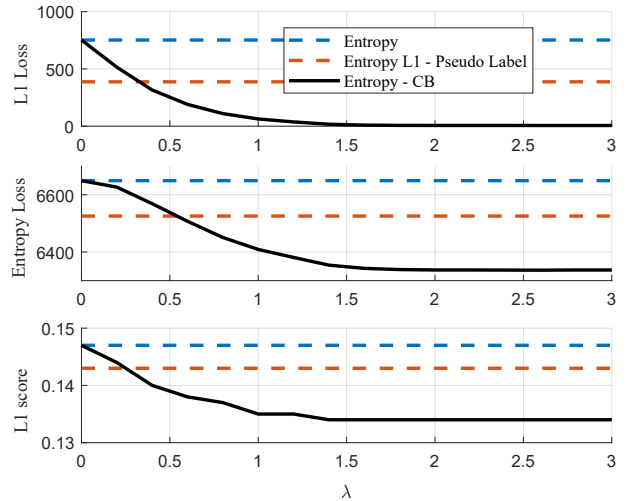 1000
500
0
L1 Loss
Entropy
Entropy L1 - Pseudo Label
Entropy - CB
0 0.5 1 1.5 2 2.5 3
6600
6400
Entropy Loss
0 0.5 1 1.5 2 2.5 3
0.15
0.14
0.13
L1 score
0 0.5 1 1.5 2 2.5 3
λ